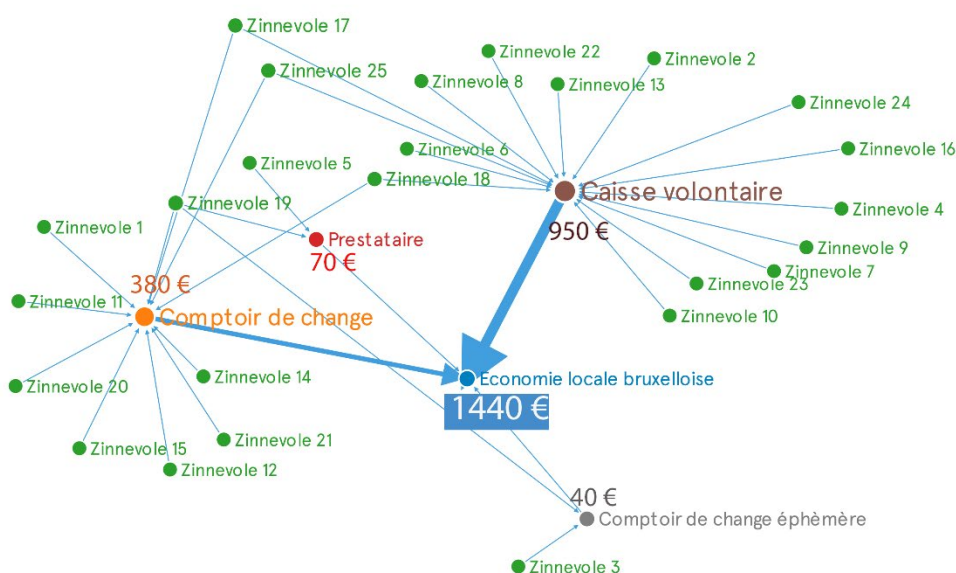 Zinnevole 17
Zinnevole 22
Zinnevole 2
Zinnevole 25
Zinnevole 8
Zinnevole 13
Zinnevole 24
Zinnevole 6
Zinnevole 16
Zinnevole 5
Zinnevole 18
Caisse volontaire
Zinnevole 19
Zinnevole 4
Zinnevole 1
950 €
Prestataire
Zinnevole 9
70 €
Zinnevole 7
380 €
Zinnevole 23
Zinnevole 11
Comptoir de change
Zinnevole 10
Zinnevole 14
Economie locale bruxelloise
Zinnevole 20
1440 €
Zinnevole 21
Zinnevole 15
Zinnevole 12
40 €
Comptoir de change éphèmère
Zinnevole 3